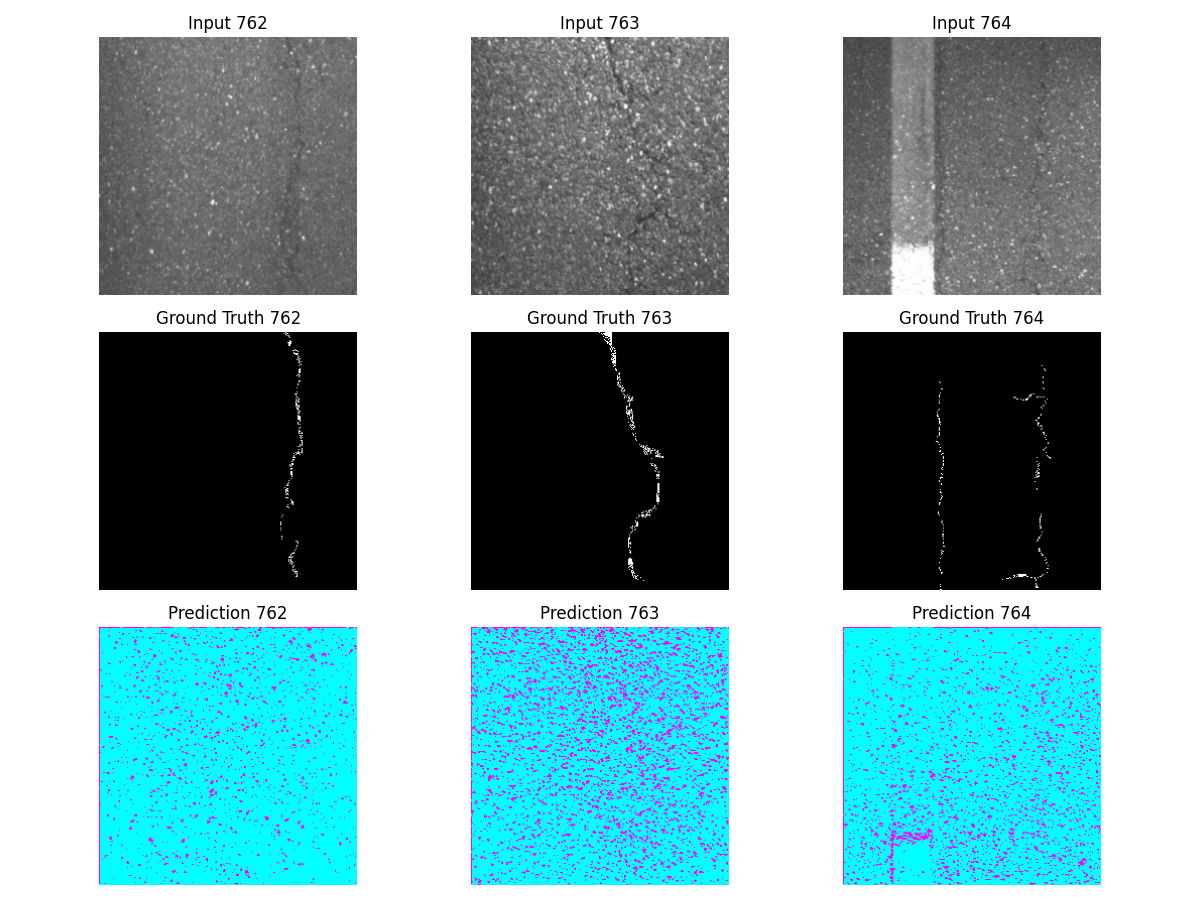 Input 762
Input 763
Input 764
Ground Truth 762
Ground Truth 763
Ground Truth 764
Prediction 762
Prediction 763
Prediction 764